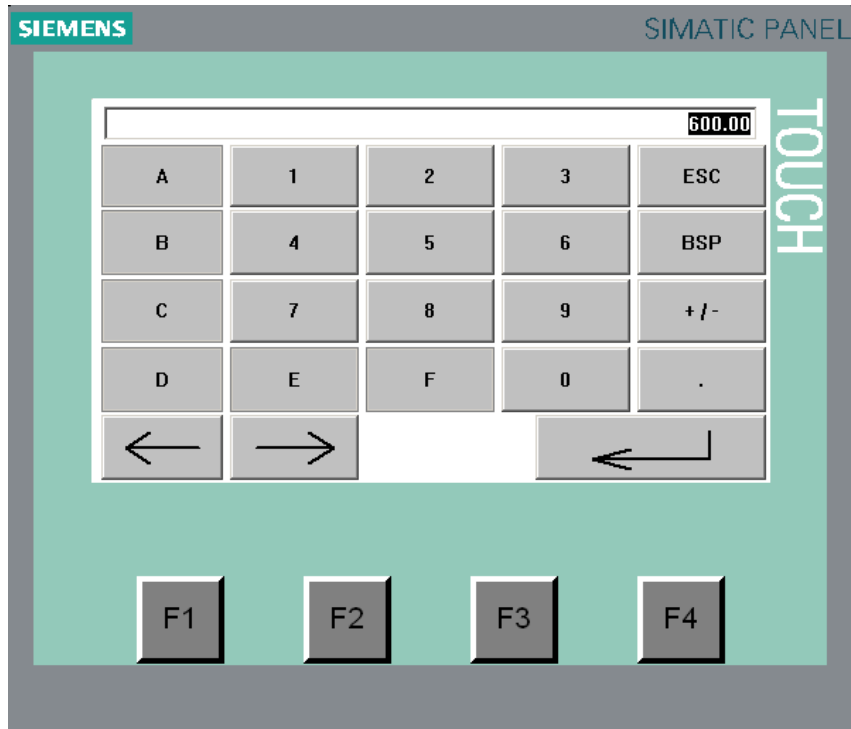 SIEMENS SIMATIC PANEL
TOUCH
600.00
A 1 2 3 ESC
B 4 5 6 BSP
C 7 8 9 +/-
D E F 0 .
F1 F2 F3 F4